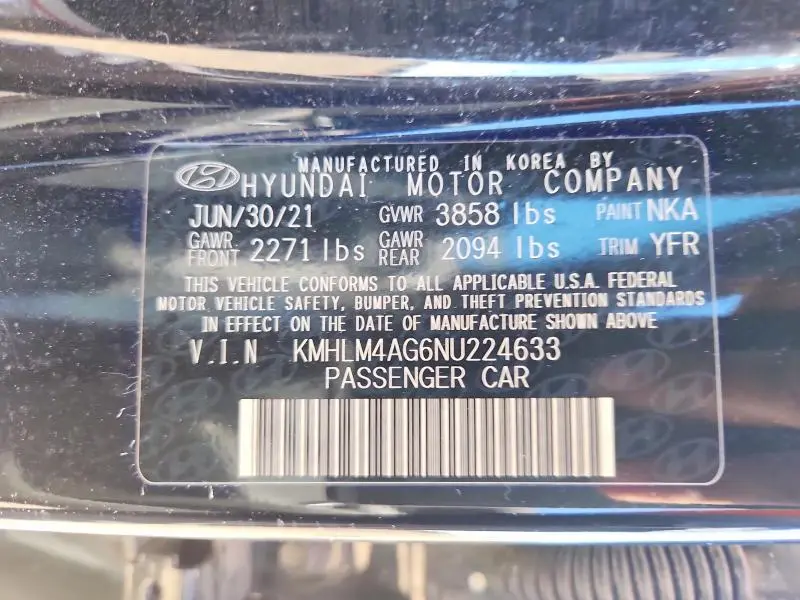 MANUFACTURED IN KOREA BY
HYUNDAI MOTOR COMPANY
JUN/30/21 GVWR 3858 lbs PAINT NKA
GAWR FRONT 2271 lbs GAWR REAR 2094 lbs TRIM YFR
THIS VEHICLE CONFORMS TO ALL APPLICABLE U.S.A. FEDERAL
MOTOR VEHICLE SAFETY, BUMPER, AND THEFT PREVENTION STANDARDS
IN EFFECT ON THE DATE OF MANUFACTURE SHOWN ABOVE
V.I.N KMHLM4AG6NU224633
PASSENGER CAR